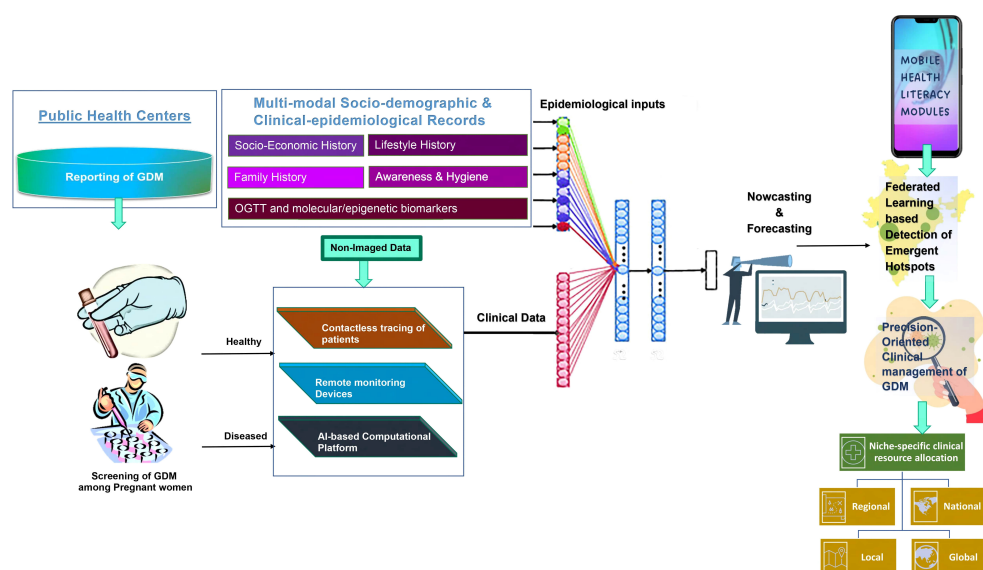 Public Health Centers
Reporting of GDM
Multi-modal Socio-demographic &
Clinical-epidemiological Records
Socio-Economic History
Lifestyle History
Family History
Awareness & Hygiene
OGTT and molecular/epigenetic biomarkers
Epidemiological inputs
Non-Imaged Data
Contactless tracing of
patients
Remote monitoring
Devices
AI-based Computational
Platform
Healthy
Diseased
Screening of GDM
among Pregnant women
Clinical Data
Nowcasting
&
Forecasting
MOBILE
HEALTH
LITERACY
MODULES
Federated
Learning
based
Detection of
Emergent
Hotspots
Precision-
Oriented
Clinical
management of
GDM
Niche-specific clinical
resource allocation
Regional
National
Local
Global